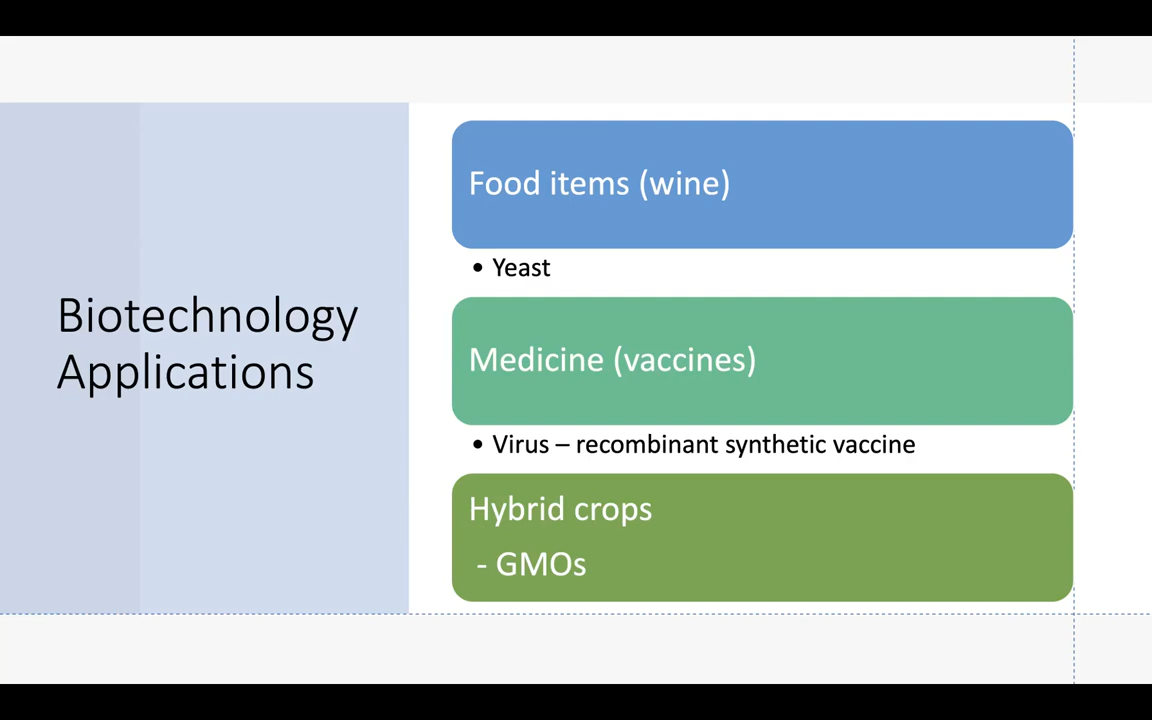 Biotechnology
Applications
Food items (wine)
• Yeast
Medicine (vaccines)
• Virus – recombinant synthetic vaccine
Hybrid crops
- GMOs